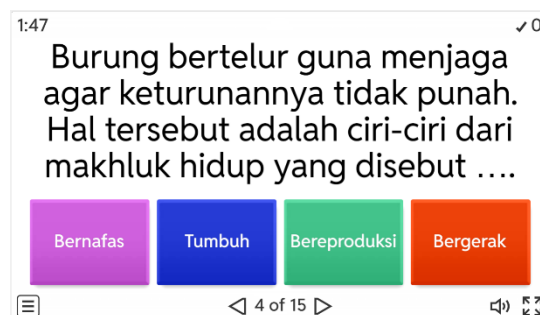 1:47 ✓ 0
Burung bertelur guna menjaga
agar keturunannya tidak punah.
Hal tersebut adalah ciri-ciri dari
makhluk hidup yang disebut ....
Bernafas Tumbuh Bereproduksi Bergerak
4 of 15